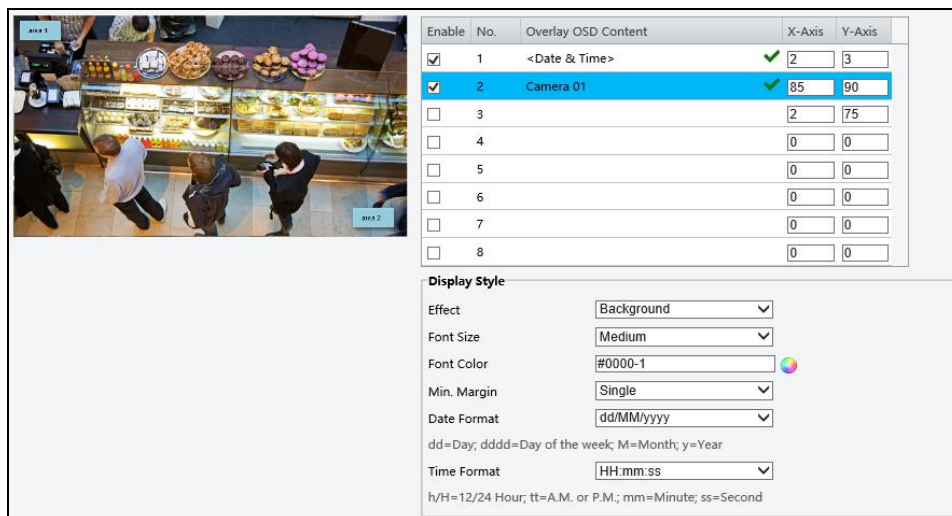 area 1
area 2
Enable No. Overlay OSD Content X-Axis Y-Axis
1 <Date & Time> 2 3
2 Camera 01 85 90
3 2 75
4 0 0
5 0 0
6 0 0
7 0 0
8 0 0
Display Style
Effect Background
Font Size Medium
Font Color #0000-1
Min. Margin Single
Date Format dd/MM/yyyy
dd=Day; dddd=Day of the week; M=Month; y=Year
Time Format HH:mm:ss
h/H=12/24 Hour; tt=A.M. or P.M.; mm=Minute; ss=Second